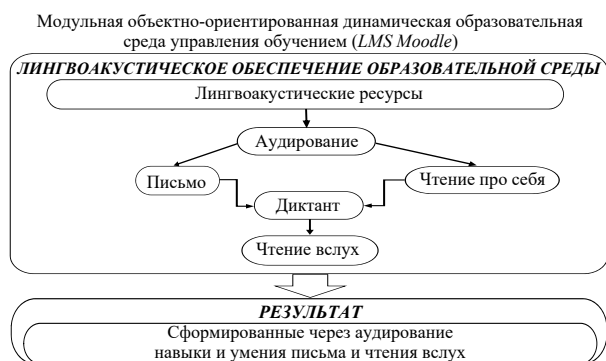 Модульная объектно-ориентированная динамическая образовательная
среда управления обучением (LMS Moodle)
ЛИНГВОАКУСТИЧЕСКОЕ ОБЕСПЕЧЕНИЕ ОБРАЗОВАТЕЛЬНОЙ СРЕДЫ
Лингвоакустические ресурсы
Аудирование
Письмо
Чтение про себя
Диктант
Чтение вслух
РЕЗУЛЬТАТ
Сформированные через аудирование
навыки и умения письма и чтения вслух